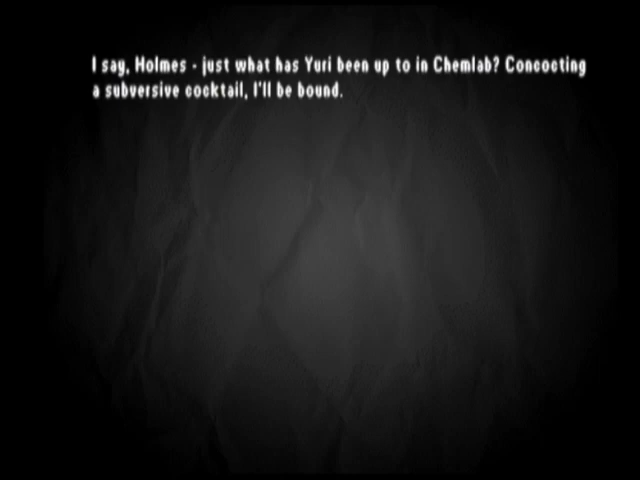 I say, Holmes - just what has Yuri been up to in Chemlab? Concocting
a subversive cocktail, I'll be bound.